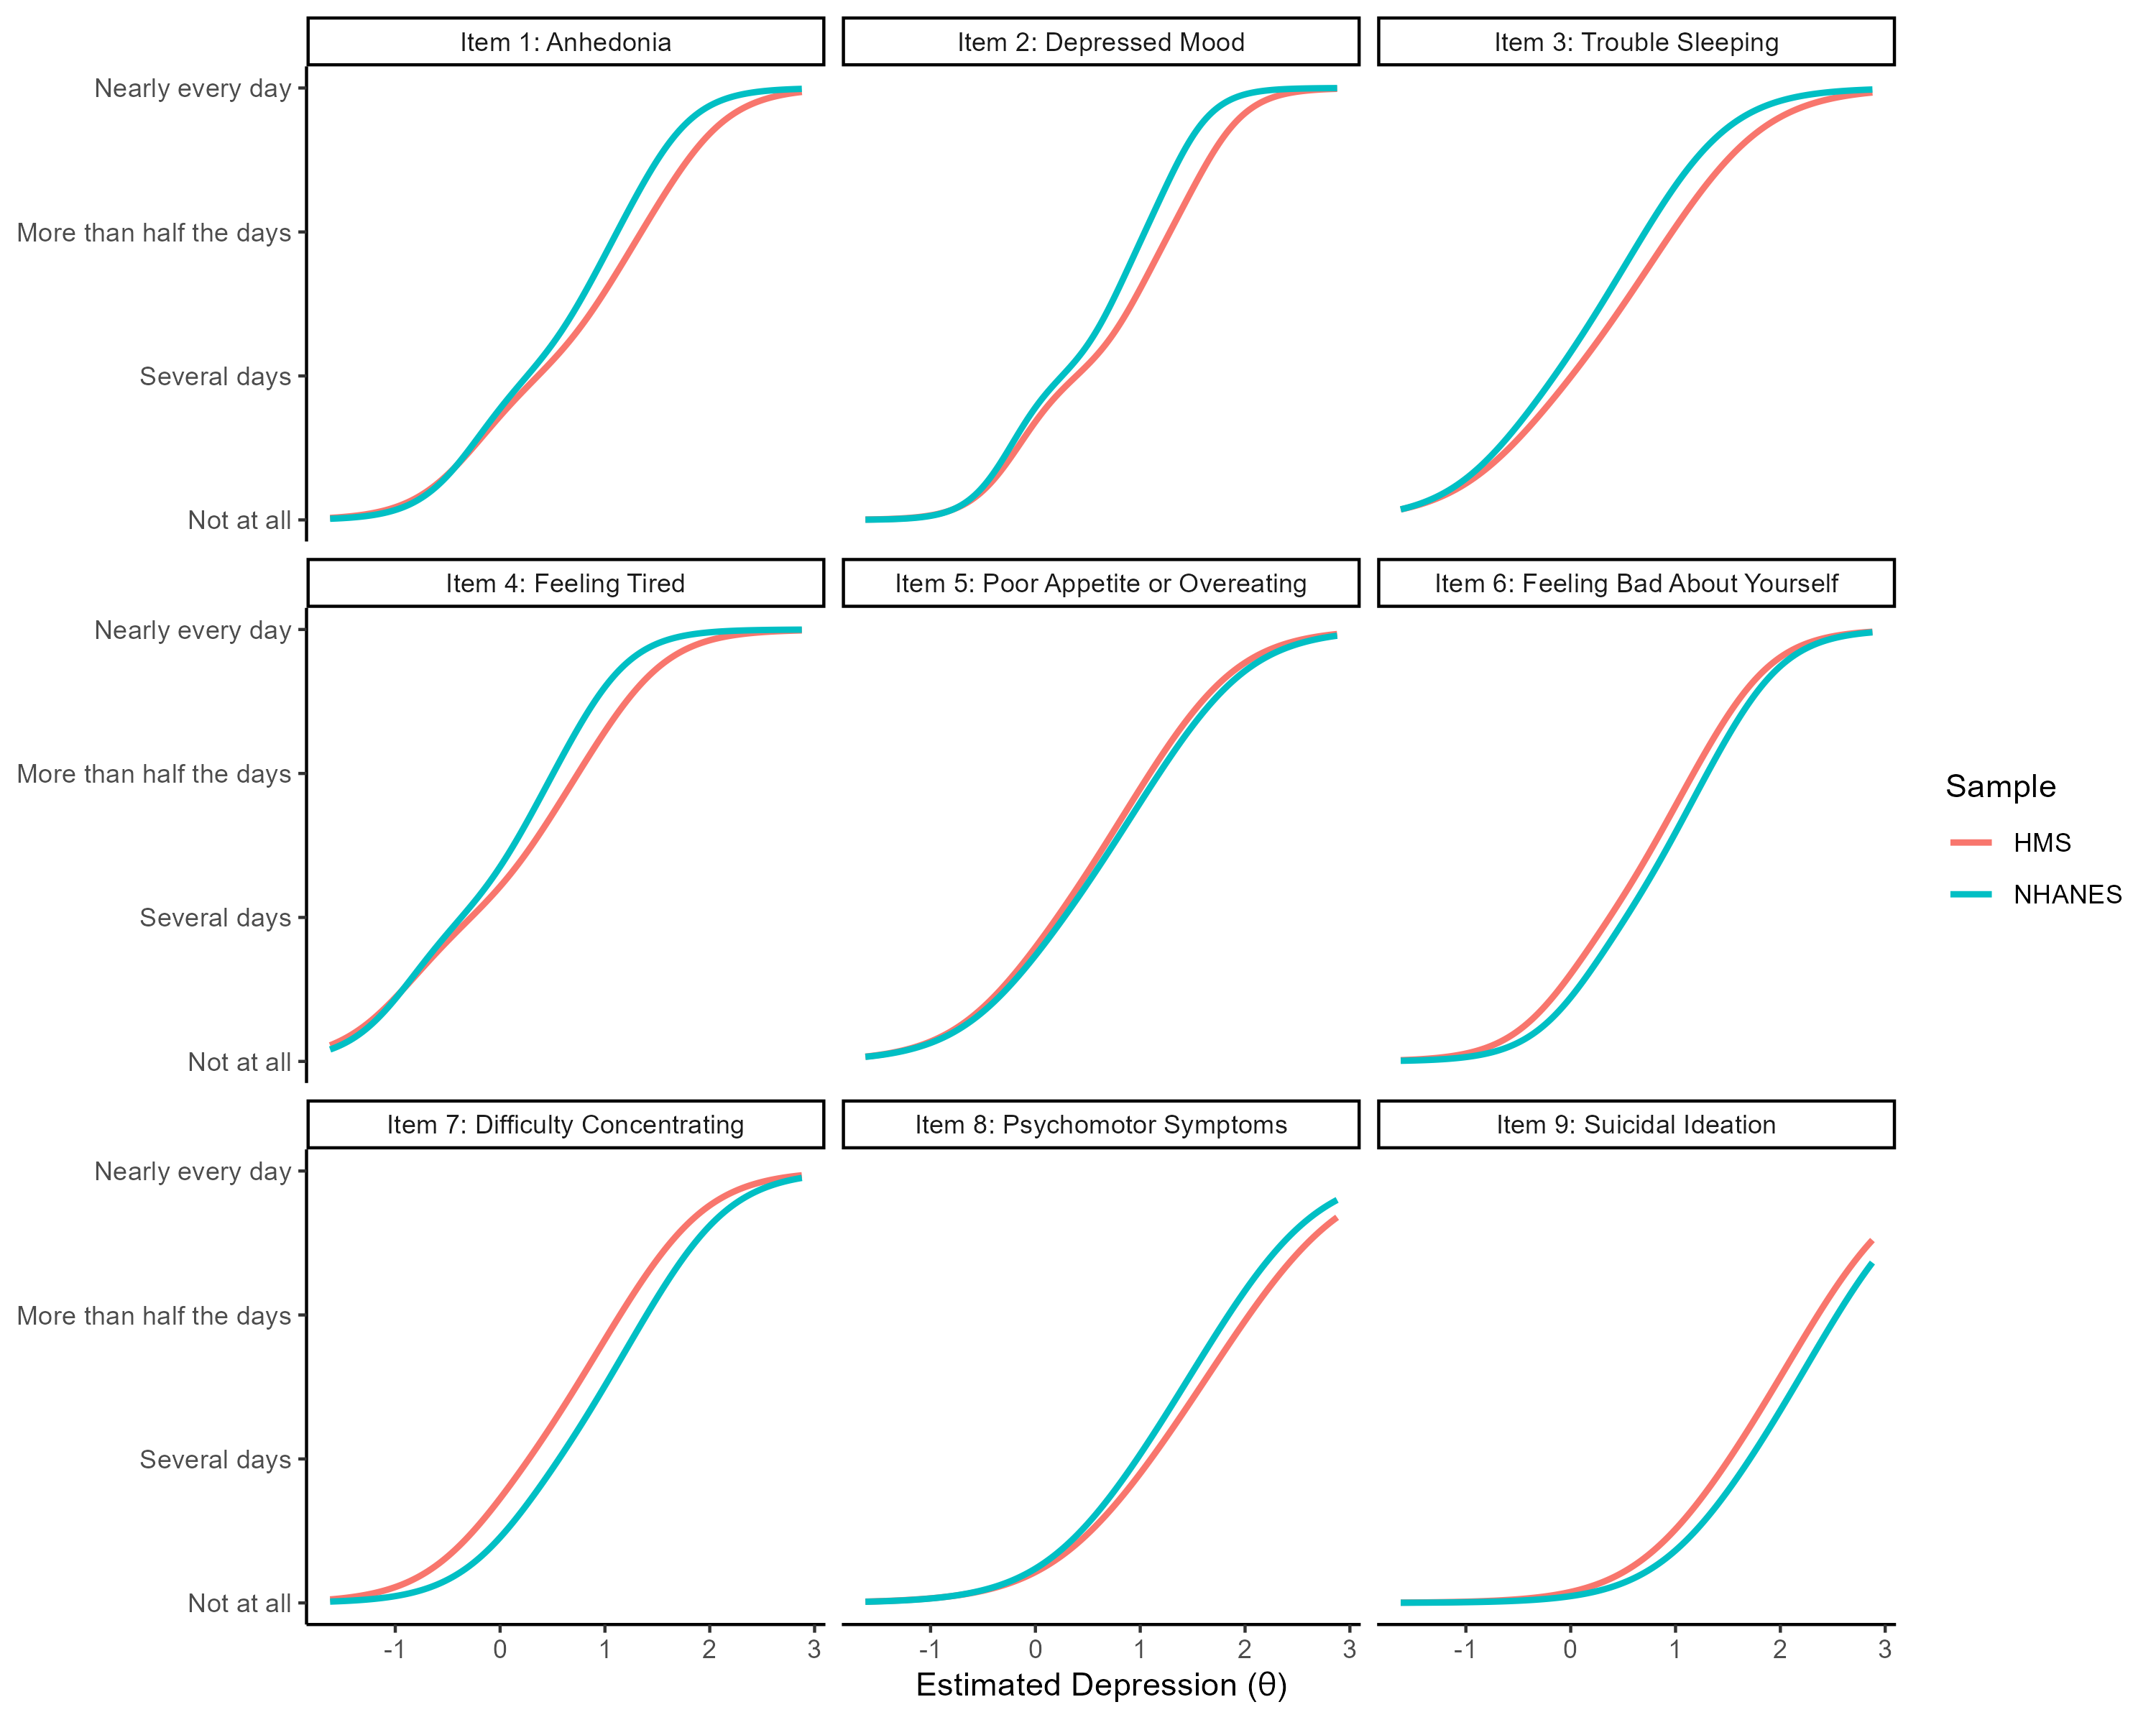 Item 1: Anhedonia
Item 2: Depressed Mood
Item 3: Trouble Sleeping
Nearly every day
More than half the days
Several days
Not at all
Item 4: Feeling Tired
Item 5: Poor Appetite or Overeating
Item 6: Feeling Bad About Yourself
Nearly every day
More than half the days
Several days
Not at all
Item 7: Difficulty Concentrating
Item 8: Psychomotor Symptoms
Item 9: Suicidal Ideation
Nearly every day
More than half the days
Several days
Not at all
-1 0 1 2 3
-1 0 1 2 3
-1 0 1 2 3
Estimated Depression (θ)
Sample
HMS
NHANES